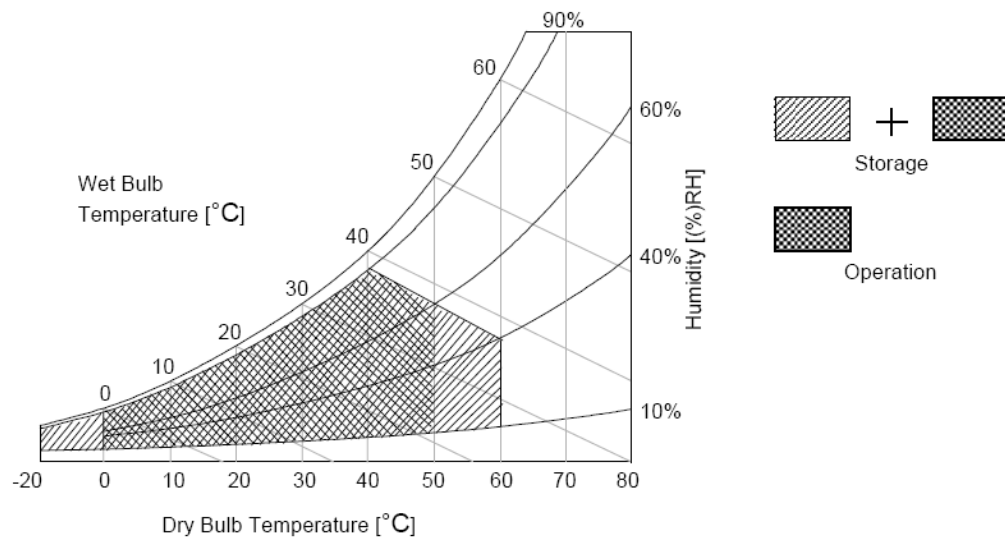 90%
60
60%
50
Wet Bulb
Temperature [°C]
40
40%
30
20
10
0
10%
Humidity [(%)RH]
-20 0 10 20 30 40 50 60 70 80
Dry Bulb Temperature [°C]
+
Storage
Operation